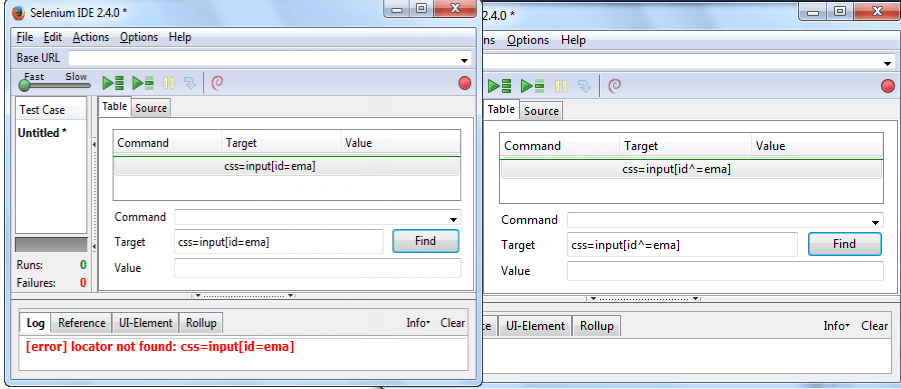 Selenium IDE 2.4.0 *
File Edit Actions Options Help
Base URL
Fast Slow
Test Case
Untitled *
Runs: 0
Failures: 0
Table Source
Command Target Value
css=input[id=ema]
Command
Target css=input[id=ema] Find
Value
Log Reference UI-Element Rollup Info Clear
[error] locator not found: css=input[id=ema]
2.4.0 *
ns Options Help
Table Source
Command Target Value
css=input[id^=ema]
Command
Target css=input[id^=ema] Find
Value
ce UI-Element Rollup Info Clear